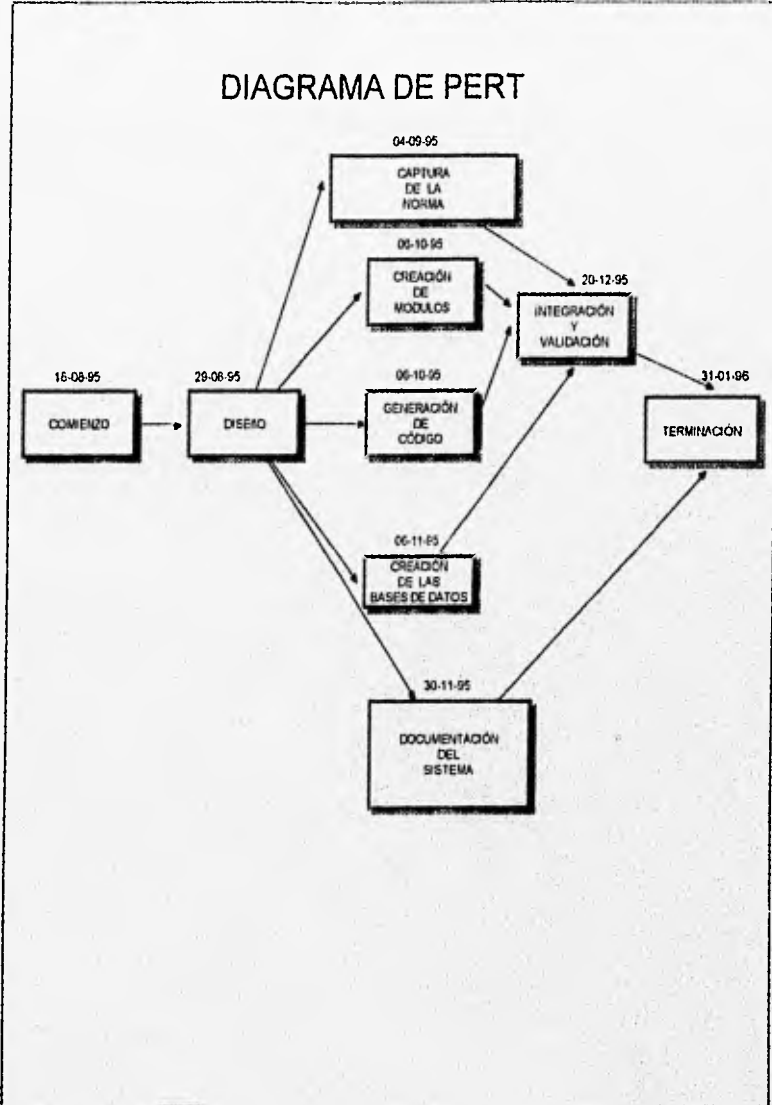 DIAGRAMA DE PERT
04-09-95
CAPTURA
DE LA
NORMA
06-10-95
CREACIÓN
DE
MODULOS
20-12-95
INTEGRACIÓN
Y
VALIDACIÓN
16-08-95
COMIENZO
29-08-95
DISEÑO
06-10-95
GENERACIÓN
DE
CÓDIGO
31-01-96
TERMINACIÓN
06-11-95
CREACIÓN
DE LAS
BASES DE DATOS
30-11-95
DOCUMENTACIÓN
DEL
SISTEMA